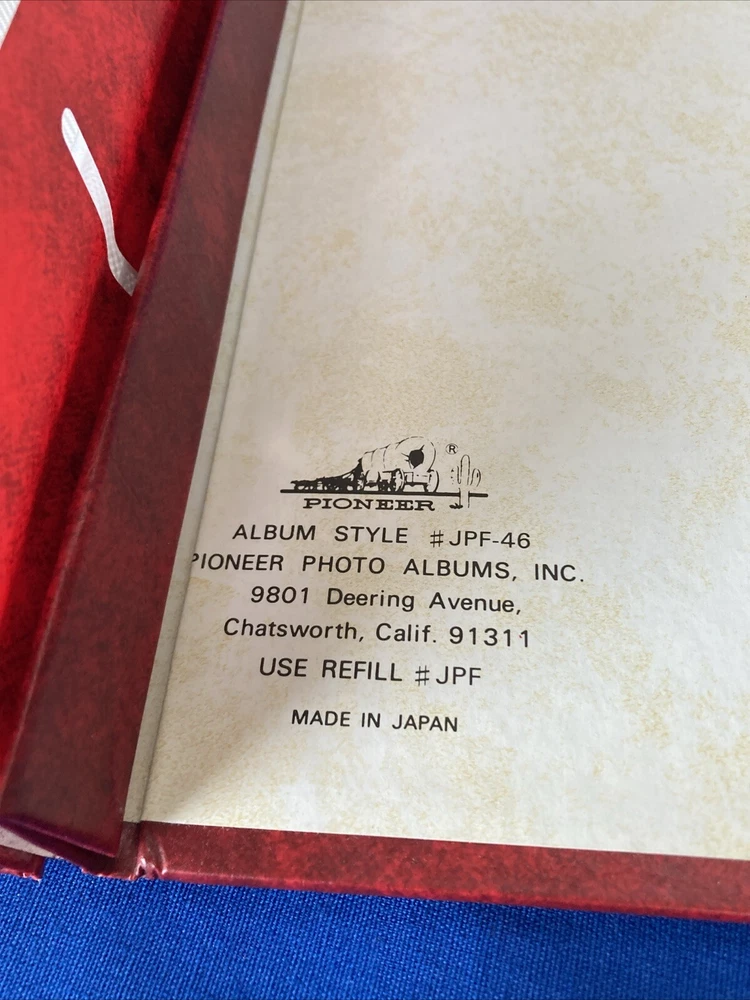 ®
PIONEER
ALBUM STYLE #JPF-46
PIONEER PHOTO ALBUMS, INC.
9801 Deering Avenue,
Chatsworth, Calif. 91311
USE REFILL #JPF
MADE IN JAPAN